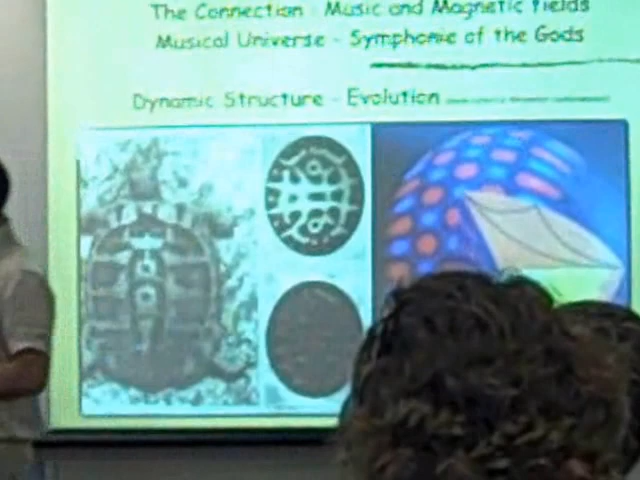 The Connection - Music and Magnetic Fields
Musical Universe - Symphonie of the Gods
Dynamic Structure - Evolution